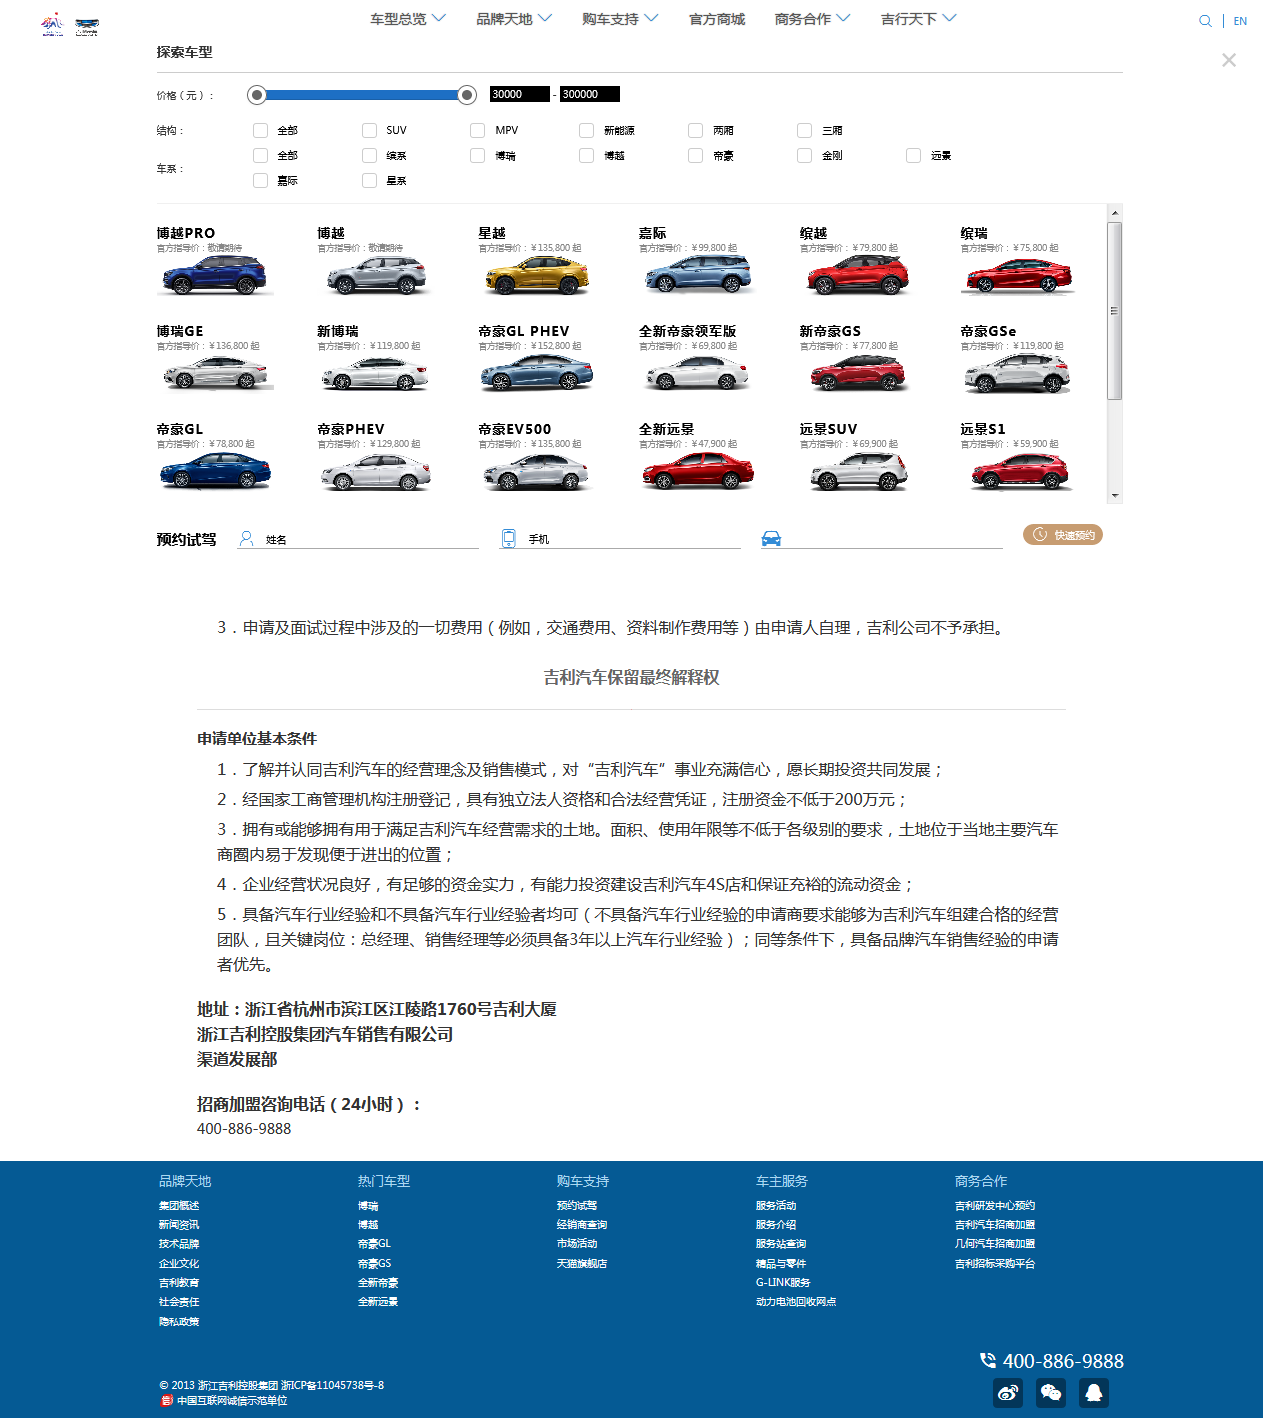 车型总览 品牌天地 购车支持 官方商城 商务合作 吉行天下 EN
探索车型
价格（元）： 30000 - 300000
结构： 全部 SUV MPV 新能源 两厢 三厢
车系： 全部 缤系 博瑞 博越 帝豪 金刚 远景
嘉际 星系
博越PRO 博越 星越 嘉际 缤越 缤瑞
官方指导价：敬请期待 官方指导价：敬请期待 官方指导价：¥135,800 起 官方指导价：¥99,800 起 官方指导价：¥79,800 起 官方指导价：¥75,800 起
博瑞GE 新博瑞 帝豪GL PHEV 全新帝豪领军版 新帝豪GS 帝豪GSe
官方指导价：¥136,800 起 官方指导价：¥119,800 起 官方指导价：¥152,800 起 官方指导价：¥69,800 起 官方指导价：¥77,800 起 官方指导价：¥119,800 起
帝豪GL 帝豪PHEV 帝豪EV500 全新远景 远景SUV 远景S1
官方指导价：¥78,800 起 官方指导价：¥129,800 起 官方指导价：¥135,800 起 官方指导价：¥47,900 起 官方指导价：¥69,900 起 官方指导价：¥59,900 起
预约试驾 姓名 手机 快速预约
3．申请及面试过程中涉及的一切费用（例如，交通费用、资料制作费用等）由申请人自理，吉利公司不予承担。
吉利汽车保留最终解释权
申请单位基本条件
1．了解并认同吉利汽车的经营理念及销售模式，对“吉利汽车”事业充满信心，愿长期投资共同发展；
2．经国家工商管理机构注册登记，具有独立法人资格和合法经营凭证，注册资金不低于200万元；
3．拥有或能够拥有用于满足吉利汽车经营需求的土地。面积、使用年限等不低于各级别的要求，土地位于当地主要汽车
商圈内易于发现便于进出的位置；
4．企业经营状况良好，有足够的资金实力，有能力投资建设吉利汽车4S店和保证充裕的流动资金；
5．具备汽车行业经验和不具备汽车行业经验者均可（不具备汽车行业经验的申请商要求能够为吉利汽车组建合格的经营
团队，且关键岗位：总经理、销售经理等必须具备3年以上汽车行业经验）；同等条件下，具备品牌汽车销售经验的申请
者优先。
地址：浙江省杭州市滨江区江陵路1760号吉利大厦
浙江吉利控股集团汽车销售有限公司
渠道发展部
招商加盟咨询电话（24小时）：
400-886-9888
品牌天地 热门车型 购车支持 车主服务 商务合作
集团概述 博瑞 预约试驾 服务活动 吉利研发中心预约
新闻资讯 博越 经销商查询 服务介绍 吉利汽车招商加盟
技术品牌 帝豪GL 市场活动 服务站查询 几何汽车招商加盟
企业文化 帝豪GS 天猫旗舰店 精品与零件 吉利招标采购平台
吉利教育 全新帝豪 G-LINK服务
社会责任 全新远景 动力电池回收网点
隐私政策
400-886-9888
© 2013 浙江吉利控股集团 浙ICP备11045738号-8
中国互联网诚信示范单位